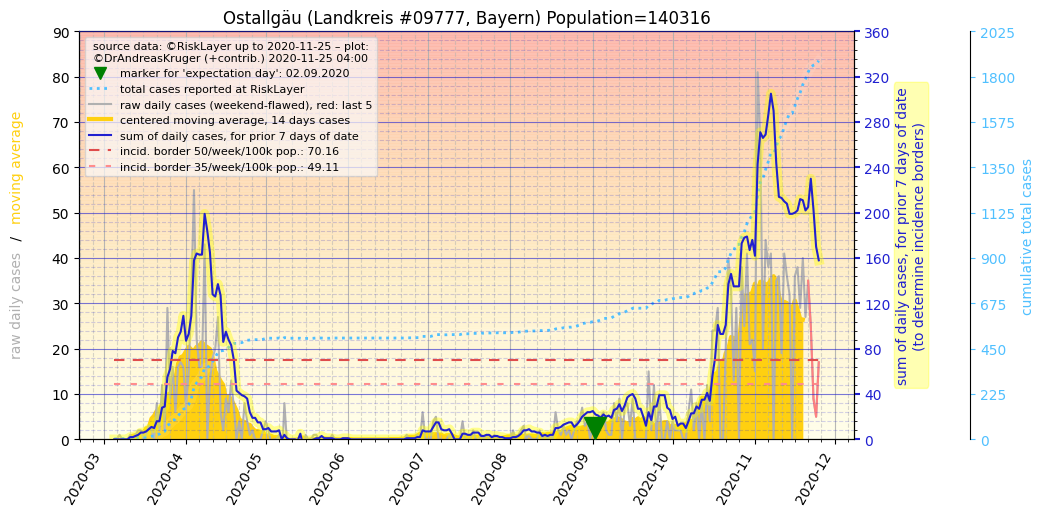 Ostallgäu (Landkreis #09777, Bayern) Population=140316
source data: ©RiskLayer up to 2020-11-25 – plot:
©DrAndreasKruger (+contrib.) 2020-11-25 04:00
marker for 'expectation day': 02.09.2020
total cases reported at RiskLayer
raw daily cases (weekend-flawed), red: last 5
centered moving average, 14 days cases
sum of daily cases, for prior 7 days of date
incid. border 50/week/100k pop.: 70.16
incid. border 35/week/100k pop.: 49.11
raw daily cases / moving average
90
80
70
60
50
40
30
20
10
0
2020-03
2020-04
2020-05
2020-06
2020-07
2020-08
2020-09
2020-10
2020-11
2020-12
360
320
280
240
200
160
120
80
40
0
sum of daily cases, for prior 7 days of date
(to determine incidence borders)
2025
1800
1575
1350
1125
900
675
450
225
0
cumulative total cases